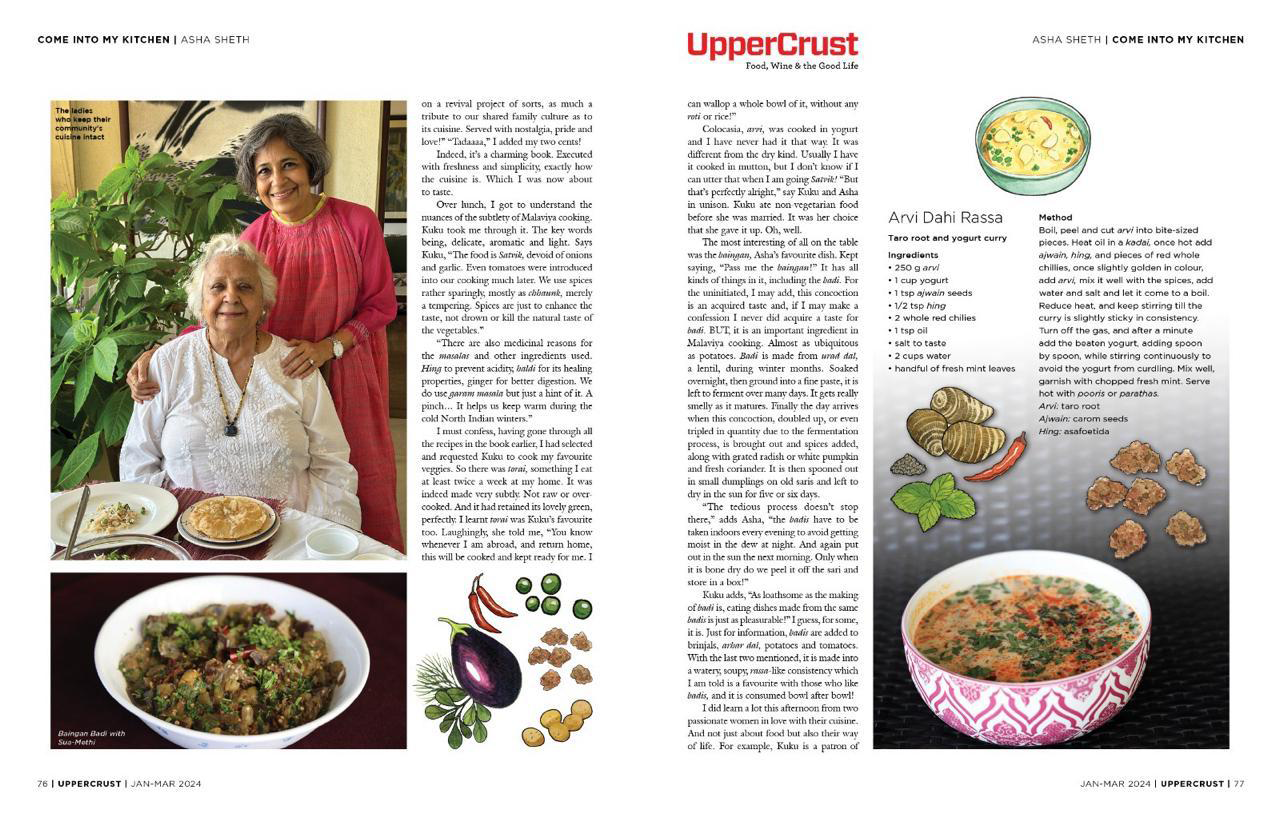 COME INTO MY KITCHEN | ASHA SHETH
The ladies
who keep their
community's
cuisine intact
on a revival project of sorts, as much a
tribute to our shared family culture as to
its cuisine. Served with nostalgia, pride and
love!" "Tadaaaa," I added my two cents!
Indeed, it's a charming book. Executed
with freshness and simplicity, exactly how
the cuisine is. Which I was now about
to taste.
Over lunch, I got to understand the
nuances of the subtlety of Malaviya cooking.
Kuku took me through it. The key words
being, delicate, aromatic and light. Says
Kuku, "The food is Satvik, devoid of onions
and garlic. Even tomatoes were introduced
into our cooking much later. We use spices
rather sparingly, mostly as chhaunk, merely
a tempering. Spices are just to enhance the
taste, not drown or kill the natural taste of
the vegetables."
"There are also medicinal reasons for
the masalas and other ingredients used.
Hing to prevent acidity, haldi for its healing
properties, ginger for better digestion. We
do use garam masala but just a hint of it. A
pinch... It helps us keep warm during the
cold North Indian winters."
I must confess, having gone through all
the recipes in the book earlier, I had selected
and requested Kuku to cook my favourite
veggies. So there was torai, something I eat
at least twice a week at my home. It was
indeed made very subtly. Not raw or over-
cooked. And it had retained its lovely green,
perfectly. I learnt torai was Kuku's favourite
too. Laughingly, she told me, "You know
whenever I am abroad, and return home,
this will be cooked and kept ready for me. I
Baingan Badi with
Sua-Methi
76 | UPPERCRUST | JAN-MAR 2024
UpperCrust
Food, Wine & the Good Life
ASHA SHETH | COME INTO MY KITCHEN
can wallop a whole bowl of it, without any
roti or rice!"
Colocasia, arvi, was cooked in yogurt
and I have never had it that way. It was
different from the dry kind. Usually I have
it cooked in mutton, but I don't know if I
can utter that when I am going Satvik! "But
that's perfectly alright," say Kuku and Asha
in unison. Kuku ate non-vegetarian food
before she was married. It was her choice
that she gave it up. Oh, well.
The most interesting of all on the table
was the baingan, Asha's favourite dish. Kept
saying, "Pass me the baingan!" It has all
kinds of things in it, including the badi. For
the uninitiated, I may add, this concoction
is an acquired taste and, if I may make a
confession I never did acquire a taste for
badi. BUT, it is an important ingredient in
Malaviya cooking. Almost as ubiquitous
as potatoes. Badi is made from urad dal,
a lentil, during winter months. Soaked
overnight, then ground into a fine paste, it is
left to ferment over many days. It gets really
smelly as it matures. Finally the day arrives
when this concoction, doubled up, or even
tripled in quantity due to the fermentation
process, is brought out and spices added,
along with grated radish or white pumpkin
and fresh coriander. It is then spooned out
in small dumplings on old saris and left to
dry in the sun for five or six days.
"The tedious process doesn't stop
there," adds Asha, "the badis have to be
taken indoors every evening to avoid getting
moist in the dew at night. And again put
out in the sun the next morning. Only when
it is bone dry do we peel it off the sari and
store in a box!"
Kuku adds, "As loathsome as the making
of badi is, eating dishes made from the same
badis is just as pleasurable!" I guess, for some,
it is. Just for information, badis are added to
brinjals, arhar dal, potatoes and tomatoes.
With the last two mentioned, it is made into
a watery, soupy, rassa-like consistency which
I am told is a favourite with those who like
badis, and it is consumed bowl after bowl!
I did learn a lot this afternoon from two
passionate women in love with their cuisine.
And not just about food but also their way
of life. For example, Kuku is a patron of
Arvi Dahi Rassa
Taro root and yogurt curry
Ingredients
• 250 g arvi
• 1 cup yogurt
• 1 tsp ajwain seeds
• 1/2 tsp hing
• 2 whole red chilies
• 1 tsp oil
• salt to taste
• 2 cups water
• handful of fresh mint leaves
Method
Boil, peel and cut arvi into bite-sized
pieces. Heat oil in a kadai, once hot add
ajwain, hing, and pieces of red whole
chillies, once slightly golden in colour,
add arvi, mix it well with the spices, add
water and salt and let it come to a boil.
Reduce heat, and keep stirring till the
curry is slightly sticky in consistency.
Turn off the gas, and after a minute
add the beaten yogurt, adding spoon
by spoon, while stirring continuously to
avoid the yogurt from curdling. Mix well,
garnish with chopped fresh mint. Serve
hot with pooris or parathas.
Arvi: taro root
Ajwain: carom seeds
Hing: asafoetida
JAN-MAR 2024 | UPPERCRUST | 77